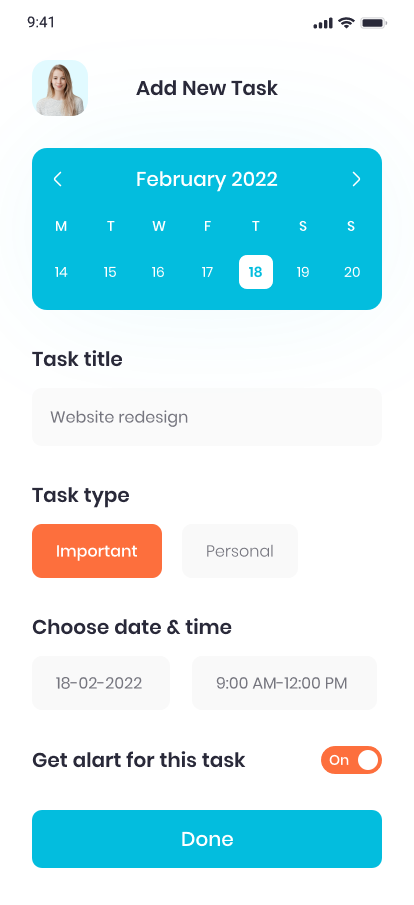 9:41
Add New Task
February 2022
M T W F T S S
14 15 16 17 18 19 20
Task title
Website redesign
Task type
Important Personal
Choose date & time
18-02-2022 9:00 AM-12:00 PM
Get alart for this task On
Done